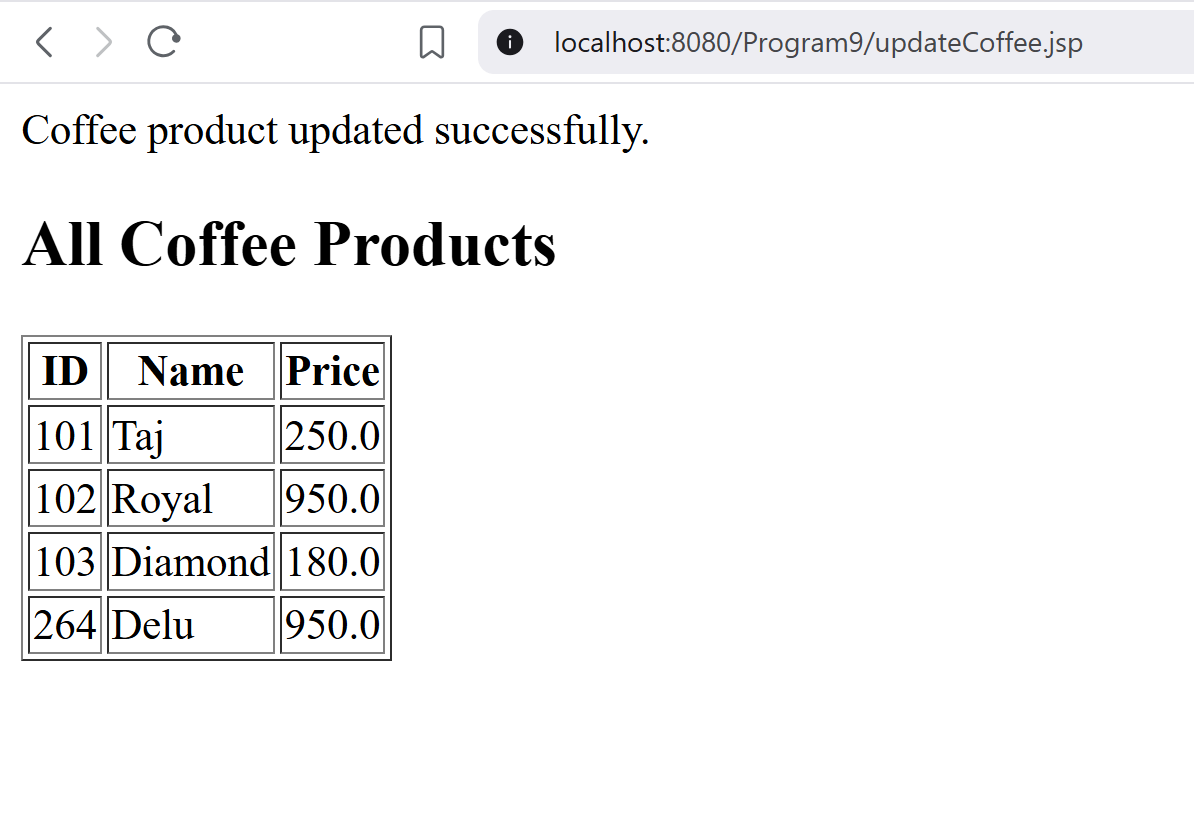 localhost:8080/Program9/updateCoffee.jsp
Coffee product updated successfully.
All Coffee Products
ID Name Price
101 Taj 250.0
102 Royal 950.0
103 Diamond 180.0
264 Delu 950.0